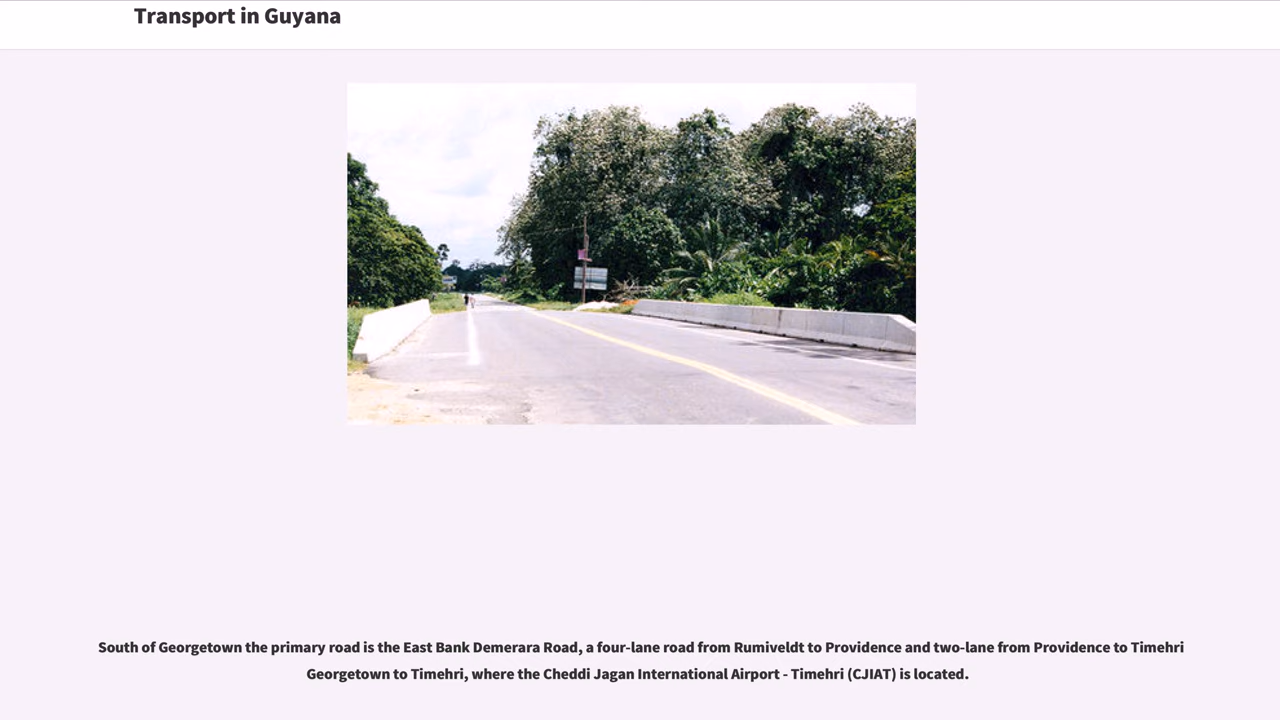 Transport in Guyana
South of Georgetown the primary road is the East Bank Demerara Road, a four-lane road from Rumiveldt to Providence and two-lane from Providence to Timehri
Georgetown to Timehri, where the Cheddi Jagan International Airport - Timehri (CJIAT) is located.